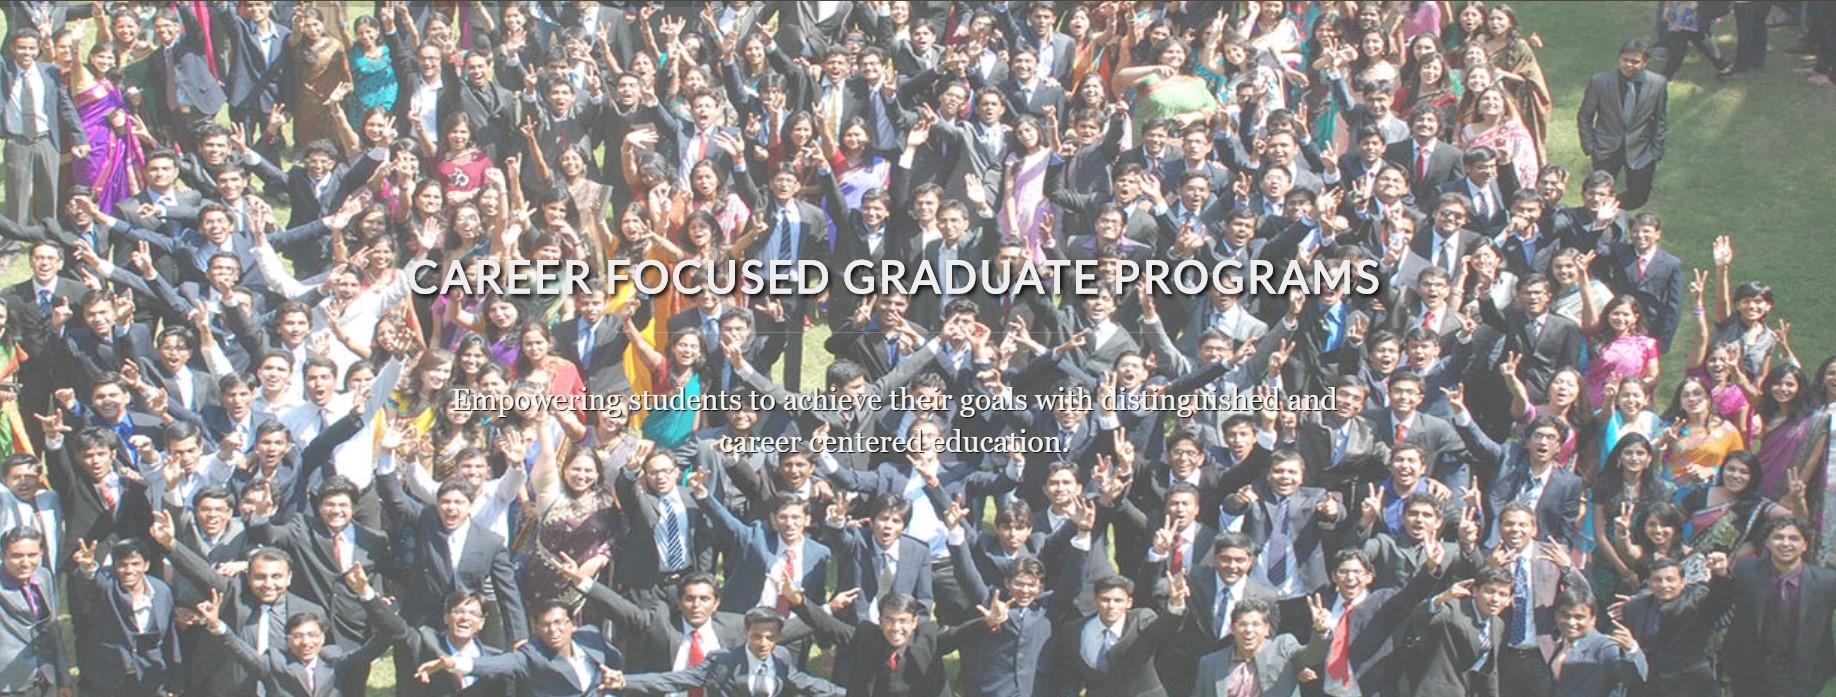 CAREER FOCUSED GRADUATE PROGRAMS
Empowering students to achieve their goals with distinguished and
career centered education.